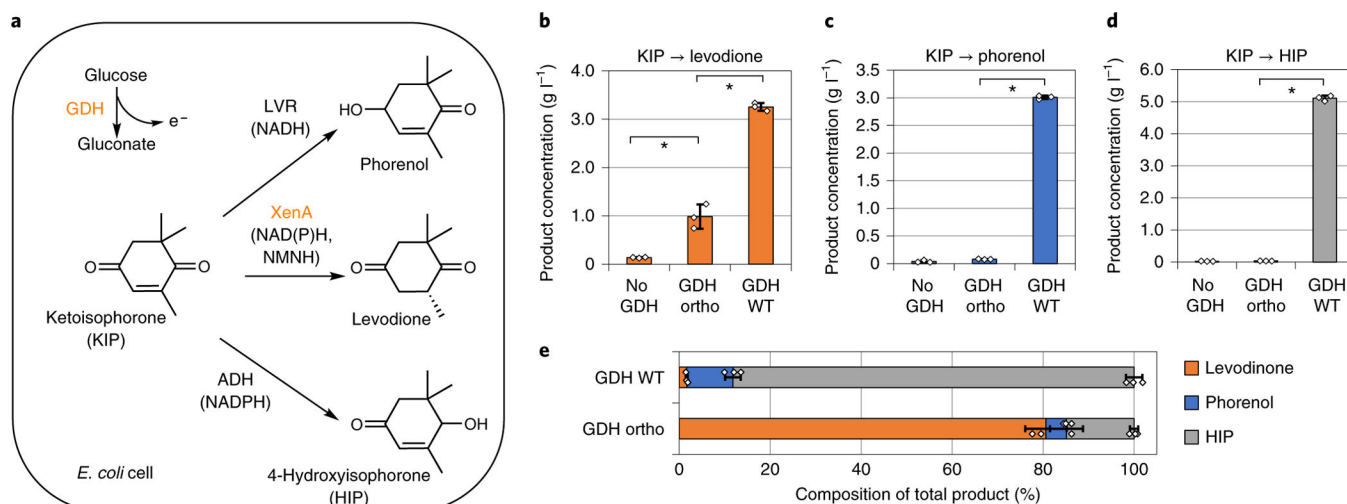 a
Glucose
GDH
e–
Gluconate
LVR
(NADH)
HO
O
Phenol
XenA
(NAD(P)H,
NMNH)
O
O
Ketoisophorone
(KIP)
O
O
Levodione
ADH
(NADPH)
O
OH
4-Hydroxyisophorone
(HIP)
E. coli cell
b
KIP → levodione
Product concentration (g l–1)
4.0
3.0
2.0
1.0
0
*
*
No
GDH
GDH
ortho
GDH
WT
c
KIP → phorenol
Product concentration (g l–1)
3.5
3.0
2.5
2.0
1.5
1.0
0.5
0
*
No
GDH
GDH
ortho
GDH
WT
d
KIP → HIP
Product concentration (g l–1)
6.0
5.0
4.0
3.0
2.0
1.0
0
*
No
GDH
GDH
ortho
GDH
WT
e
GDH WT
GDH ortho
0 20 40 60 80 100
Composition of total product (%)
Levodinone
Phorenol
HIP